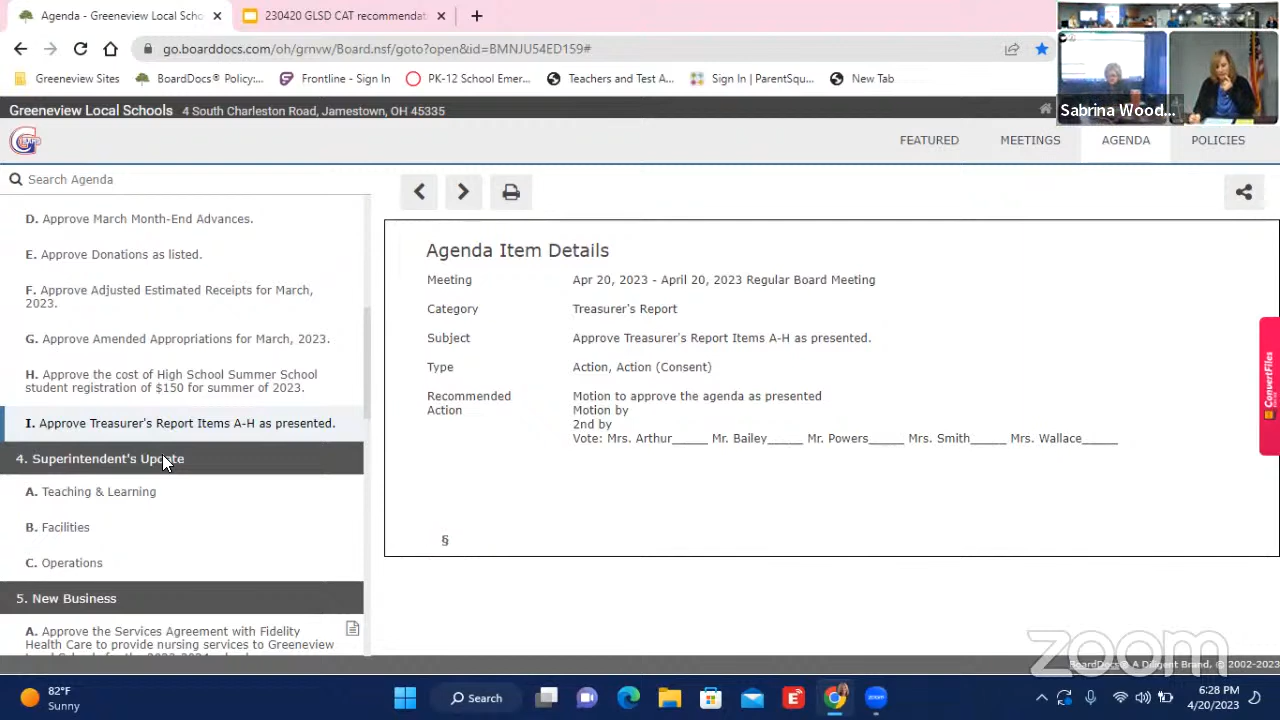 Agenda - Greeneview Local Scho
230420 GLSD CAT recommendat
go.boarddocs.com/oh/grnvw/Board.nsf/goto?open&id=BMNJU54ED159#
Greeneview Sites
BoardDocs® Policy:...
Frontline - Sign In
PK-12 School Emer...
Teachers and Test A...
Sign In | ParentSqu...
New Tab
Sabrina Wood...
Greeneview Local Schools 4 South Charleston Road, Jamestown, OH 45335
FEATURED
MEETINGS
AGENDA
POLICIES
Search Agenda
D. Approve March Month-End Advances.
E. Approve Donations as listed.
F. Approve Adjusted Estimated Receipts for March,
2023.
G. Approve Amended Appropriations for March, 2023.
H. Approve the cost of High School Summer School
student registration of $150 for summer of 2023.
I. Approve Treasurer's Report Items A-H as presented.
4. Superintendent's Update
A. Teaching & Learning
B. Facilities
C. Operations
5. New Business
A. Approve the Services Agreement with Fidelity
Health Care to provide nursing services to Greeneview
Agenda Item Details
Meeting Apr 20, 2023 - April 20, 2023 Regular Board Meeting
Category Treasurer's Report
Subject Approve Treasurer's Report Items A-H as presented.
Type Action, Action (Consent)
Recommended Motion to approve the agenda as presented
Action Motion by
2nd by
Vote: Mrs. Arthur_____ Mr. Bailey_____ Mr. Powers_____ Mrs. Smith_____ Mrs. Wallace_____
§
ConvertFiles
zoom
BoardDocs® A Diligent Brand, © 2002-2023
82°F
Sunny
Search
zoom
6:28 PM
4/20/2023